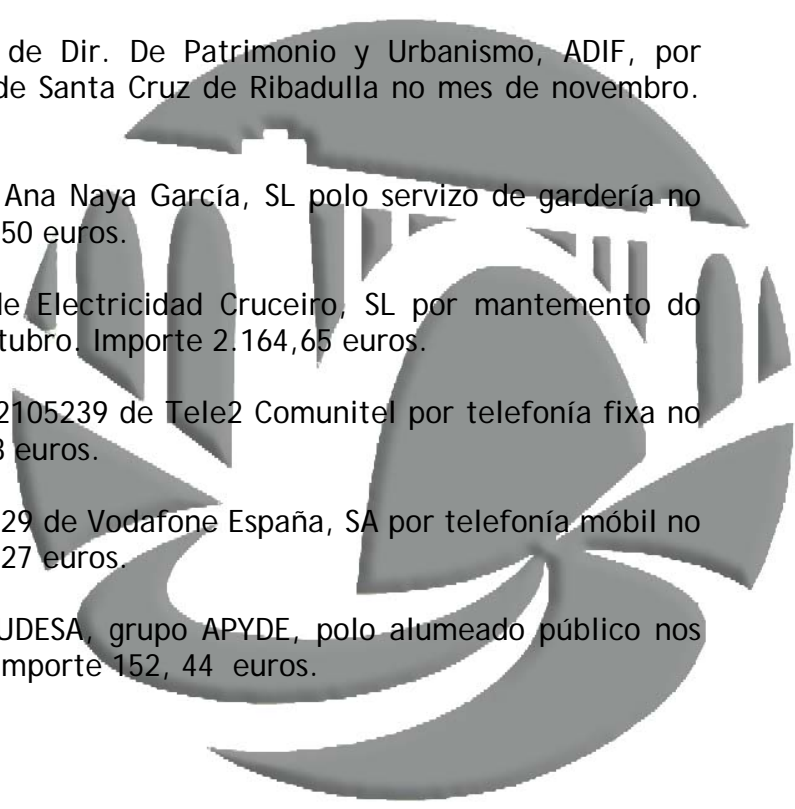 de Dir. De Patrimonio y Urbanismo, ADIF, por
de Santa Cruz de Ribadulla no mes de novembro.
Ana Naya García, SL polo servizo de gardería no
50 euros.
de Electricidad Cruceiro, SL por mantemento do
tubro. Importe 2.164,65 euros.
2105239 de Tele2 Comunitel por telefonía fixa no
3 euros.
29 de Vodafone España, SA por telefonía móbil no
27 euros.
UDESA, grupo APYDE, polo alumeado público nos
mporte 152, 44 euros.